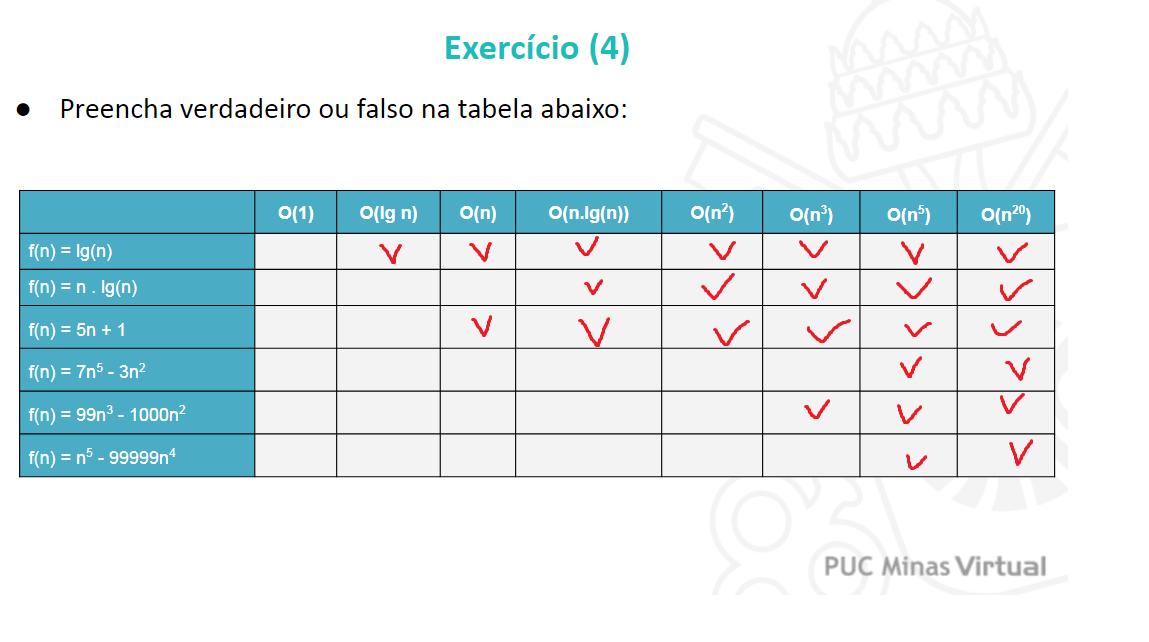 Exercício (4)
● Preencha verdadeiro ou falso na tabela abaixo:
O(1) O(lg n) O(n) O(n.lg(n)) O(n²) O(n³) O(n⁵) O(n²⁰)
f(n) = lg(n) ✓ ✓ ✓ ✓ ✓ ✓ ✓
f(n) = n . lg(n) ✓ ✓ ✓ ✓ ✓
f(n) = 5n + 1 ✓ ✓ ✓ ✓ ✓ ✓
f(n) = 7n⁵ - 3n² ✓ ✓
f(n) = 99n³ - 1000n² ✓ ✓ ✓
f(n) = n⁵ - 99999n⁴ ✓ ✓
PUC Minas Virtual